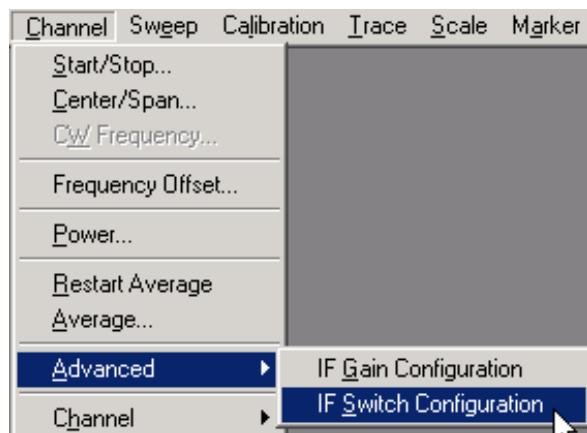 Channel Sweep Calibration Trace Scale Marker
Start/Stop...
Center/Span...
CW Frequency...
Frequency Offset...
Power...
Restart Average
Average...
Advanced
IF Gain Configuration
IF Switch Configuration
Channel